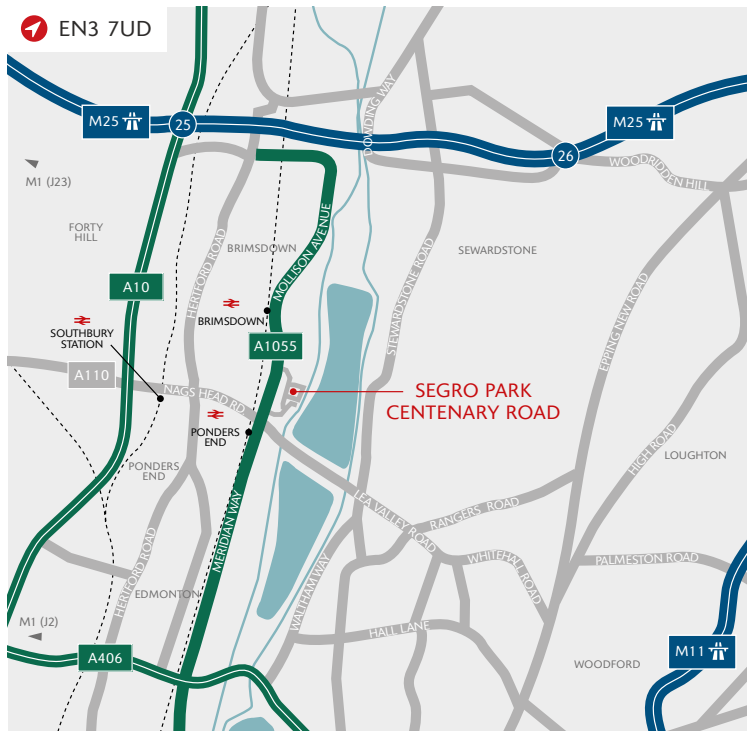 EN3 7UD
M25
25
M25
26
DOWDING WAY
WOODRIDDEN HILL
M1 (J23)
FORTY
HILL
HERTFORD ROAD
BRIMSDOWN
MOLLISON AVENUE
SEWARDSTONE
STEWARDSTONE ROAD
EPPING NEW ROAD
A10
SOUTHBURY
STATION
BRIMSDOWN
A1055
A110
NAGS HEAD RD
SEGRO PARK
CENTENARY ROAD
PONDERS
END
PONDERS
END
HIGH ROAD
LOUGHTON
MERIDIAN WAY
LEA VALLEY ROAD
RANGERS ROAD
WHITEHALL ROAD
PALMESTON ROAD
HERTFORD ROAD
EDMONTON
WALTHAM WAY
HALL LANE
M1 (J2)
A406
WOODFORD
M11